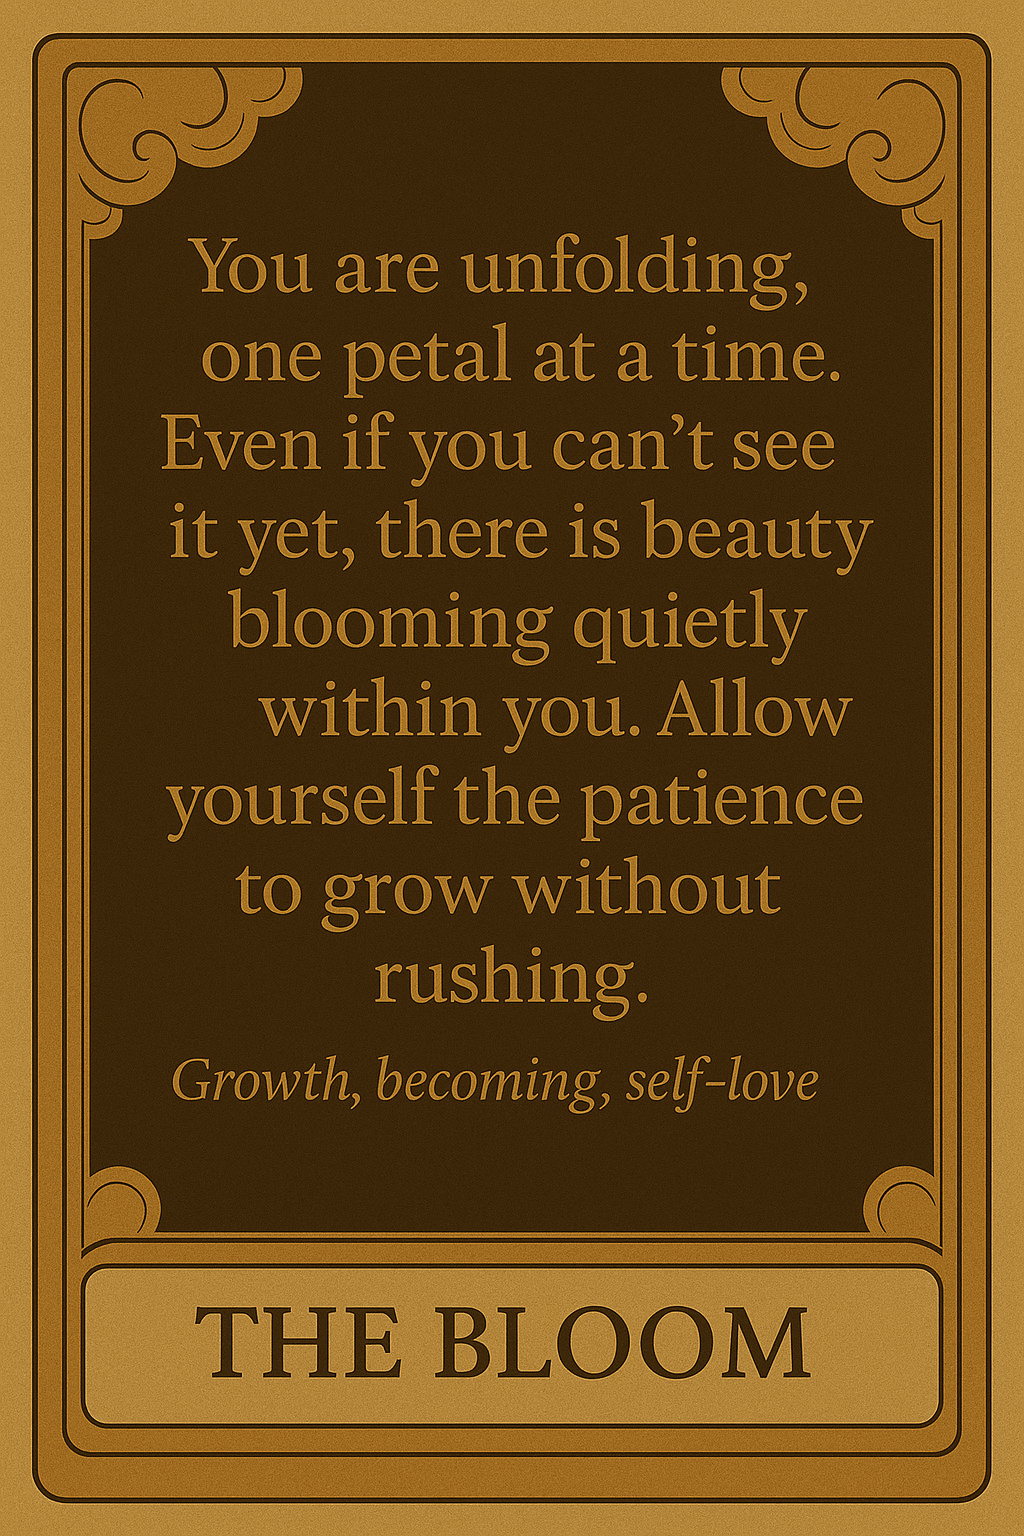 You are unfolding,
one petal at a time.
Even if you can’t see
it yet, there is beauty
blooming quietly
within you. Allow
yourself the patience
to grow without
rushing.
Growth, becoming, self-love
THE BLOOM